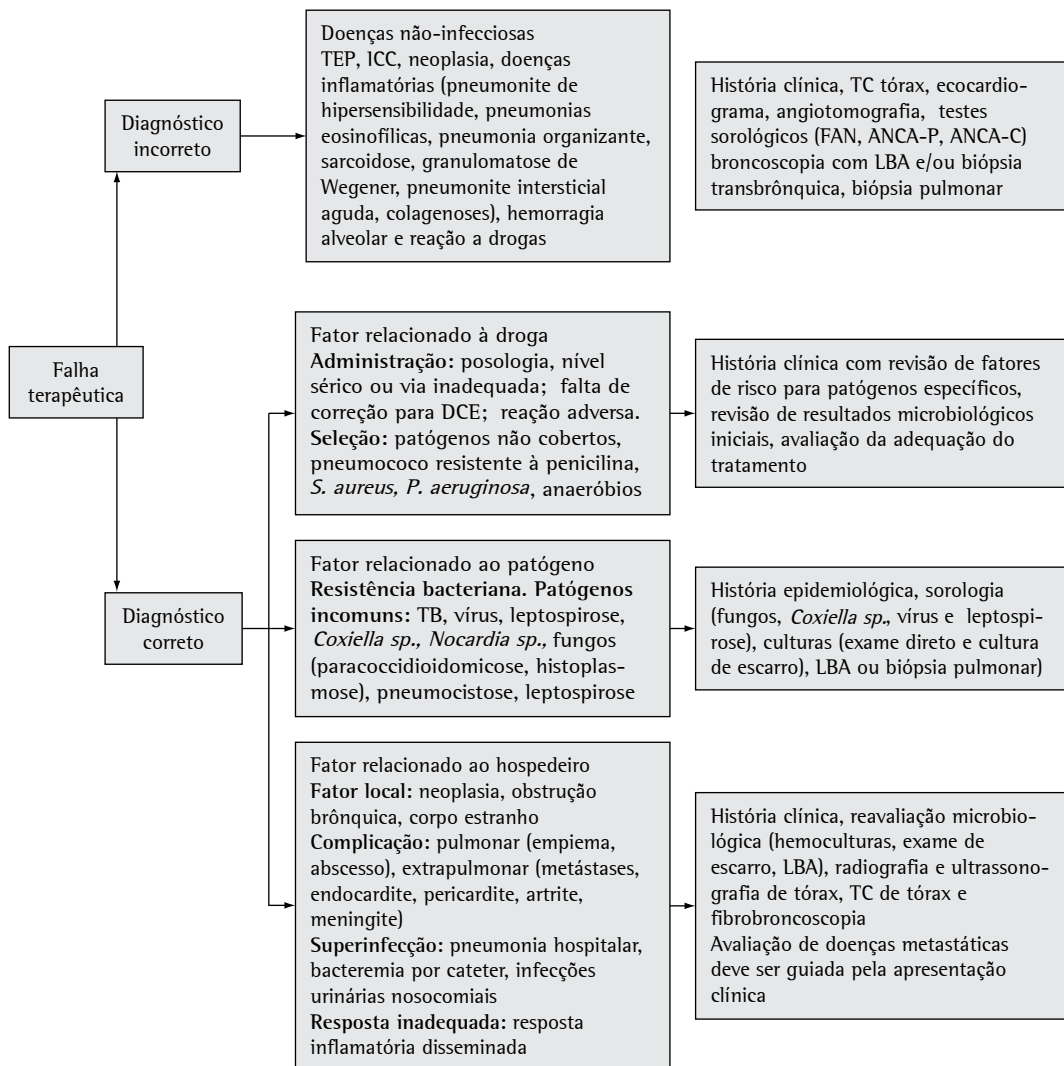 Doenças não-infecciosas
TEP, ICC, neoplasia, doenças
inflamatórias (pneumonite de
hipersensibilidade, pneumonias
eosinofílicas, pneumonia organizante,
sarcoidose, granulomatose de
Wegener, pneumonite intersticial
aguda, colagenoses), hemorragia
alveolar e reação a drogas
História clínica, TC tórax, ecocardio-
grama, angiotomografia, testes
sorológicos (FAN, ANCA-P, ANCA-C)
broncoscopia com LBA e/ou biópsia
transbrônquica, biópsia pulmonar
Diagnóstico
incorreto
Falha
terapêutica
Fator relacionado à droga
Administração: posologia, nível
sérico ou via inadequada; falta de
correção para DCE; reação adversa.
Seleção: patógenos não cobertos,
pneumococo resistente à penicilina,
S. aureus, P. aeruginosa, anaeróbios
História clínica com revisão de fatores
de risco para patógenos específicos,
revisão de resultados microbiológicos
iniciais, avaliação da adequação do
tratamento
Diagnóstico
correto
Fator relacionado ao patógeno
Resistência bacteriana. Patógenos
incomuns: TB, vírus, leptospirose,
Coxiella sp., Nocardia sp., fungos
(paracoccidioidomicose, histoplas-
mose), pneumocistose, leptospirose
História epidemiológica, sorologia
(fungos, Coxiella sp., vírus e leptospi-
rose), culturas (exame direto e cultura
de escarro), LBA ou biópsia pulmonar)
Fator relacionado ao hospedeiro
Fator local: neoplasia, obstrução
brônquica, corpo estranho
Complicação: pulmonar (empiema,
abscesso), extrapulmonar (metástases,
endocardite, pericardite, artrite,
meningite)
Superinfecção: pneumonia hospitalar,
bacteremia por cateter, infecções
urinárias nosocomiais
Resposta inadequada: resposta
inflamatória disseminada
História clínica, reavaliação microbio-
lógica (hemoculturas, exame de
escarro, LBA), radiografia e ultrassono-
grafia de tórax, TC de tórax e
fibrobroncoscopia
Avaliação de doenças metastáticas
deve ser guiada pela apresentação
clínica